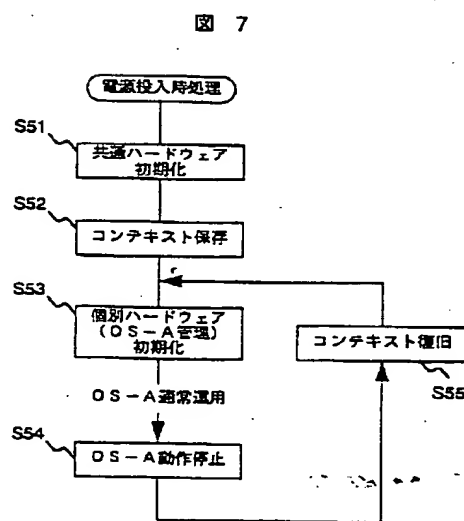 図 7
電源投入時処理
S51
共通ハードウェア
初期化
S52
コンテキスト保存
S53
個別ハードウェア
(OS-A管理)
初期化
コンテキスト復旧
S55
OS-A通常運用
S54
OS-A動作停止